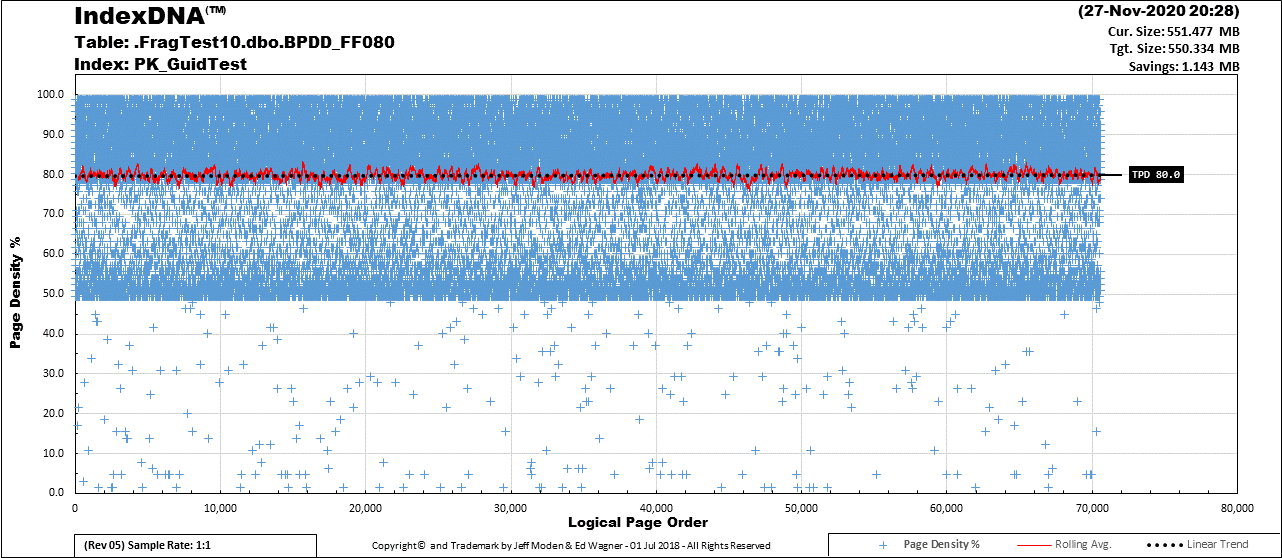 IndexDNA(TM)
(27-Nov-2020 20:28)
Table: .FragTest10.dbo.BPDD_FF080
Cur. Size: 551.477 MB
Tgt. Size: 550.334 MB
Index: PK_GuidTest
Savings: 1.143 MB
100.0
90.0
80.0
TPD 80.0
70.0
60.0
50.0
40.0
30.0
20.0
10.0
0.0
Page Density %
0 10,000 20,000 30,000 40,000 50,000 60,000 70,000 80,000
Logical Page Order
(Rev 05) Sample Rate: 1:1
Copyright© and Trademark by Jeff Moden & Ed Wagner - 01 Jul 2018 - All Rights Reserved
Page Density % Rolling Avg. Linear Trend